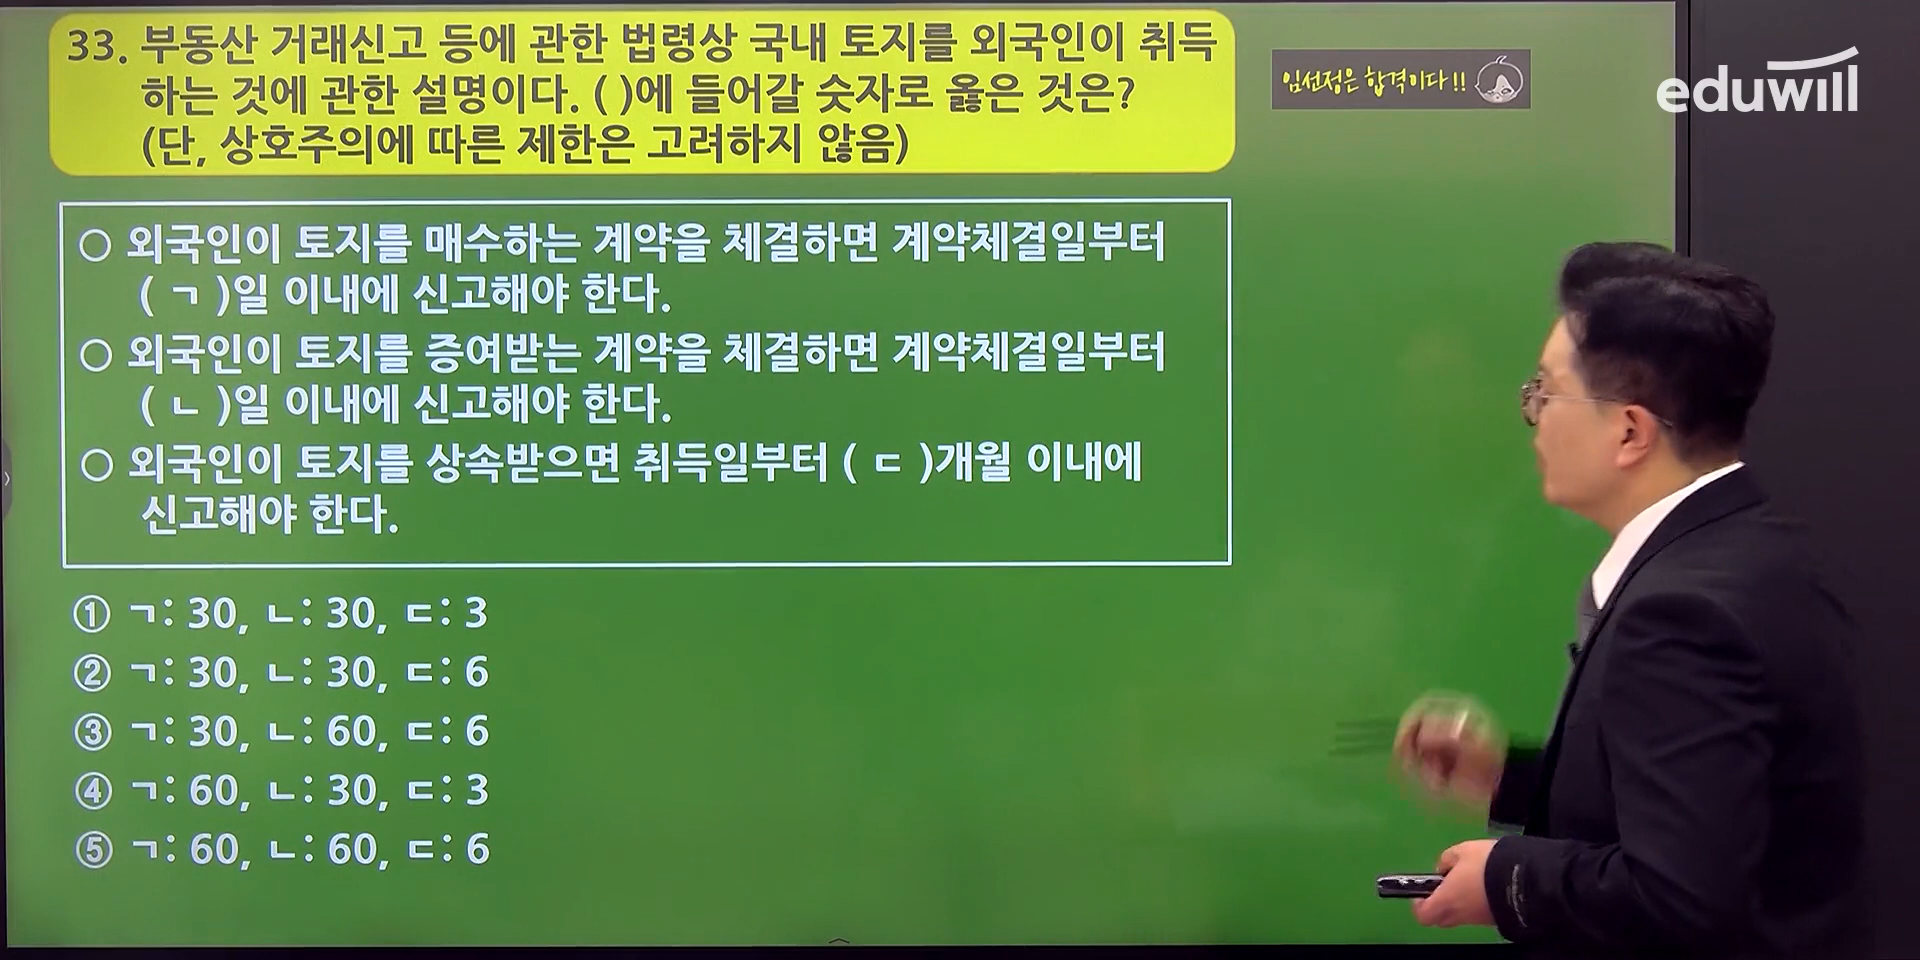 33. 부동산 거래신고 등에 관한 법령상 국내 토지를 외국인이 취득
하는 것에 관한 설명이다. ( )에 들어갈 숫자로 옳은 것은?
(단, 상호주의에 따른 제한은 고려하지 않음)
임선정은 합격이다!!
eduwill
○ 외국인이 토지를 매수하는 계약을 체결하면 계약체결일부터
( ㄱ )일 이내에 신고해야 한다.
○ 외국인이 토지를 증여받는 계약을 체결하면 계약체결일부터
( ㄴ )일 이내에 신고해야 한다.
○ 외국인이 토지를 상속받으면 취득일부터 ( ㄷ )개월 이내에
신고해야 한다.
① ㄱ: 30, ㄴ: 30, ㄷ: 3
② ㄱ: 30, ㄴ: 30, ㄷ: 6
③ ㄱ: 30, ㄴ: 60, ㄷ: 6
④ ㄱ: 60, ㄴ: 30, ㄷ: 3
⑤ ㄱ: 60, ㄴ: 60, ㄷ: 6